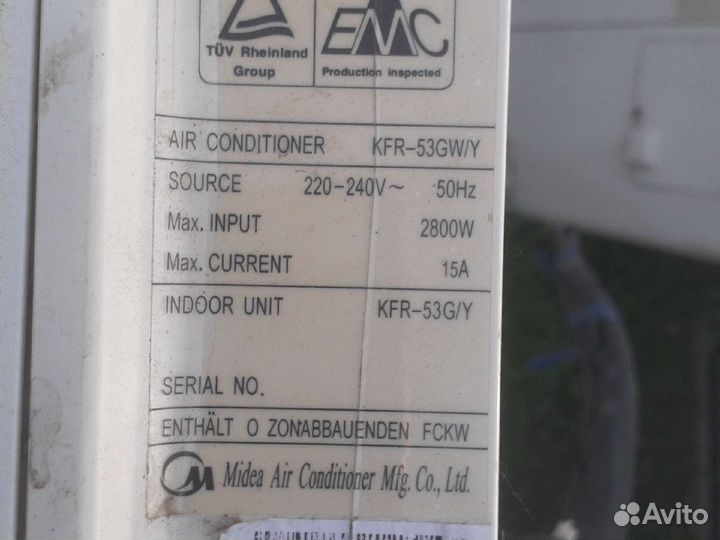 TÜV Rheinland
Group
EMC
Production inspected
AIR CONDITIONER KFR-53GW/Y
SOURCE 220-240V~ 50Hz
Max. INPUT 2800W
Max. CURRENT 15A
INDOOR UNIT KFR-53G/Y
SERIAL NO.
ENTHÄLT O ZONABBAUENDEN FCKW
Midea Air Conditioner Mfg. Co., Ltd.
Avito